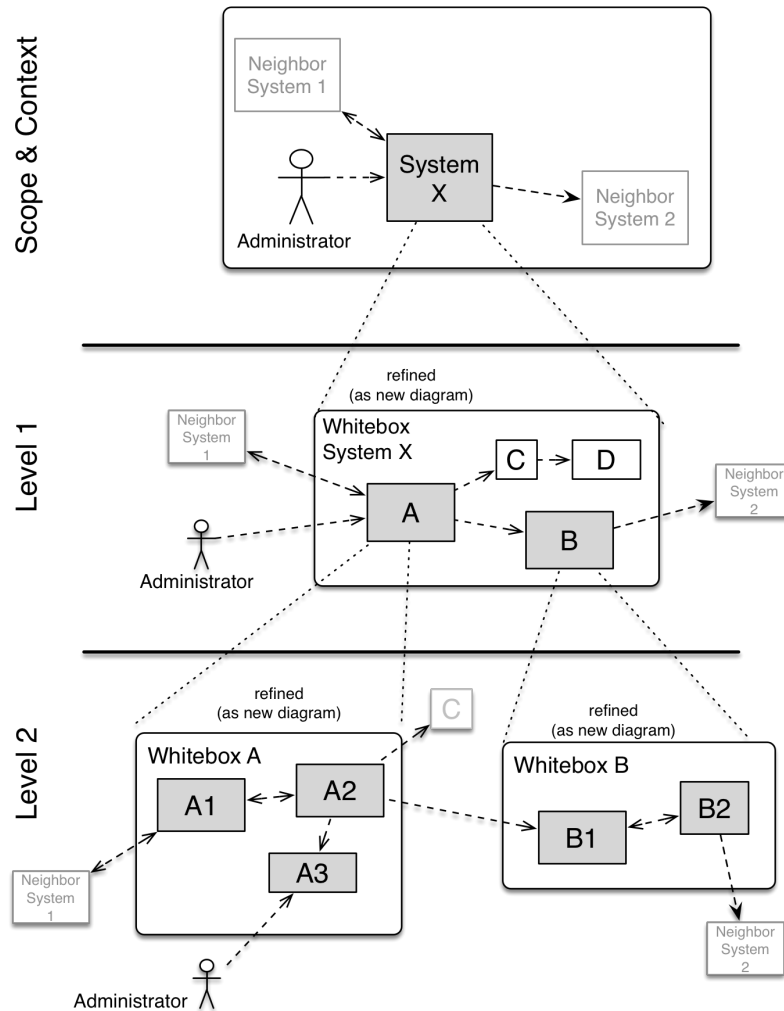 Scope & Context
Neighbor
System 1
System
X
Neighbor
System 2
Administrator
Level 1
refined
(as new diagram)
Neighbor
System
1
Whitebox
System X
C
D
A
B
Neighbor
System
2
Administrator
Level 2
refined
(as new diagram)
C
refined
(as new diagram)
Whitebox A
A1
A2
A3
Whitebox B
B1
B2
Neighbor
System
1
Neighbor
System
2
Administrator